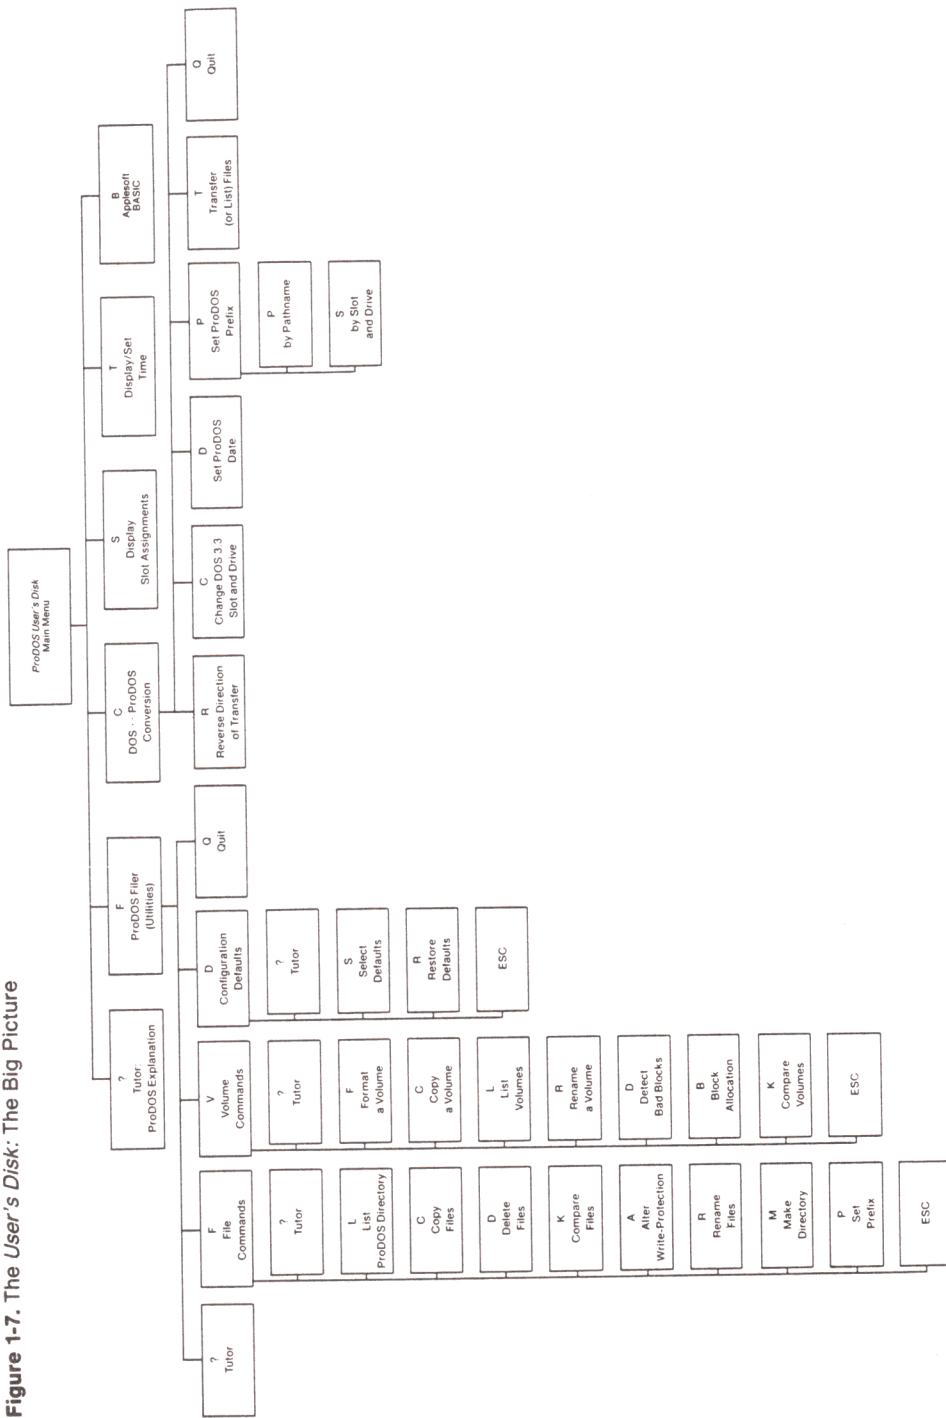 Figure 1-7. The User's Disk: The Big Picture
ProDOS User's Disk
Main Menu
?
Tutor
ProDOS Explanation
F
ProDOS Filer
(Utilities)
C
DOS ·· ProDOS
Conversion
S
Display
Slot Assignments
T
Display/Set
Time
B
Applesoft
BASIC
?
Tutor
F
File
Commands
V
Volume
Commands
D
Configuration
Defaults
Q
Quit
R
Reverse Direction
of Transfer
C
Change DOS 3.3
Slot and Drive
D
Set ProDOS
Date
P
Set ProDOS
Prefix
T
Transfer
(or List) Files
Q
Quit
?
Tutor
L
List
ProDOS Directory
C
Copy
Files
D
Delete
Files
K
Compare
Files
A
Alter
Write-Protection
R
Rename
Files
M
Make
Directory
P
Set
Prefix
ESC
?
Tutor
F
Format
a Volume
C
Copy
a Volume
L
List
Volumes
R
Rename
a Volume
D
Detect
Bad Blocks
B
Block
Allocation
K
Compare
Volumes
ESC
?
Tutor
S
Select
Defaults
R
Restore
Defaults
ESC
P
by Pathname
S
by Slot
and Drive